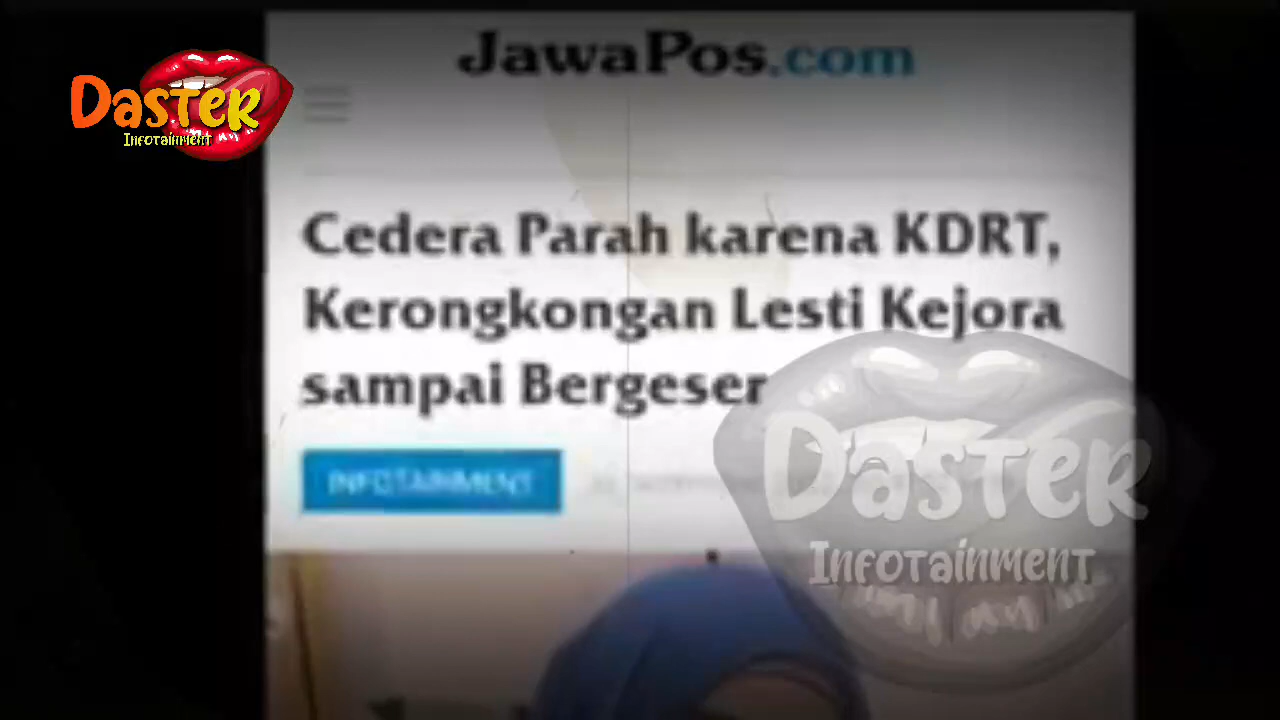 JawaPos.com
Daster
Infotainment
Cedera Parah karena KDRT,
Kerongkongan Lesti Kejora
sampai Bergeser
INFOTAINMENT
Daster
Infotainment